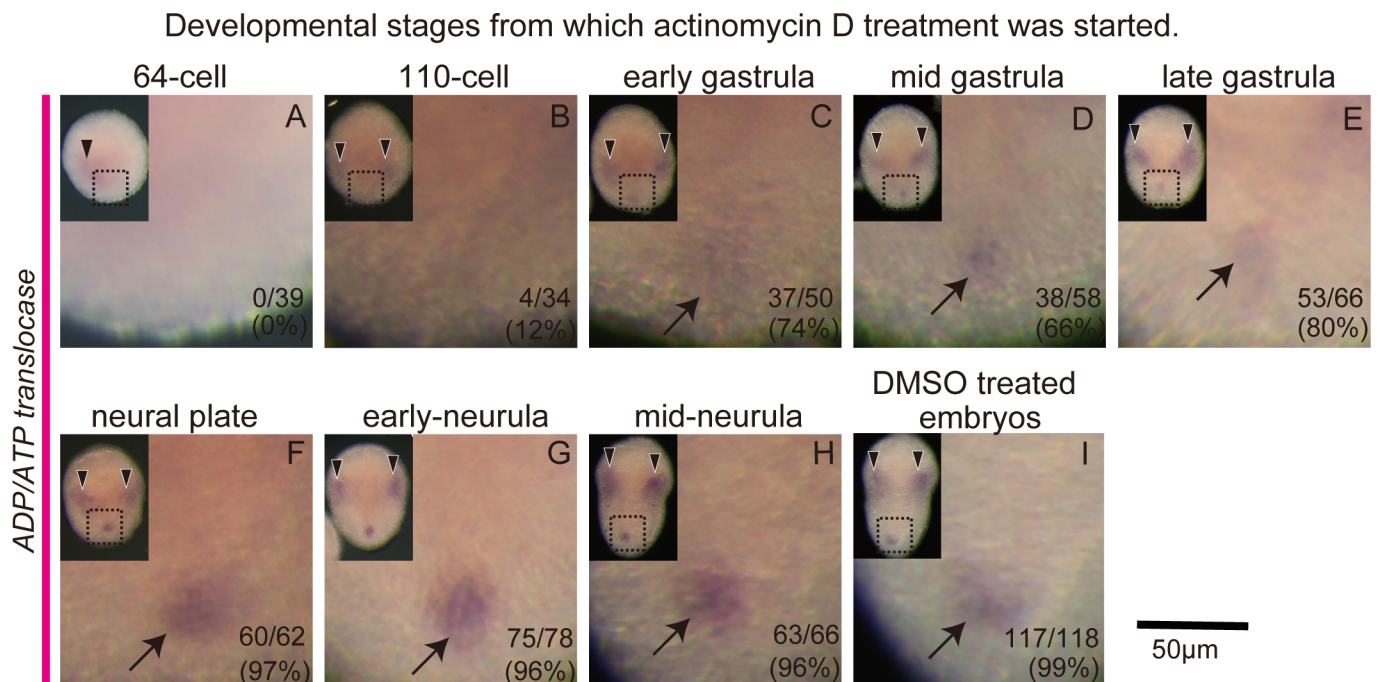 Developmental stages from which actinomycin D treatment was started.
64-cell
110-cell
early gastrula
mid gastrula
late gastrula
ADP/ATP translocase
A
0/39
(0%)
B
4/34
(12%)
C
37/50
(74%)
D
38/58
(66%)
E
53/66
(80%)
neural plate
early-neurula
mid-neurula
DMSO treated
embryos
F
60/62
(97%)
G
75/78
(96%)
H
63/66
(96%)
I
117/118
(99%)
50μm